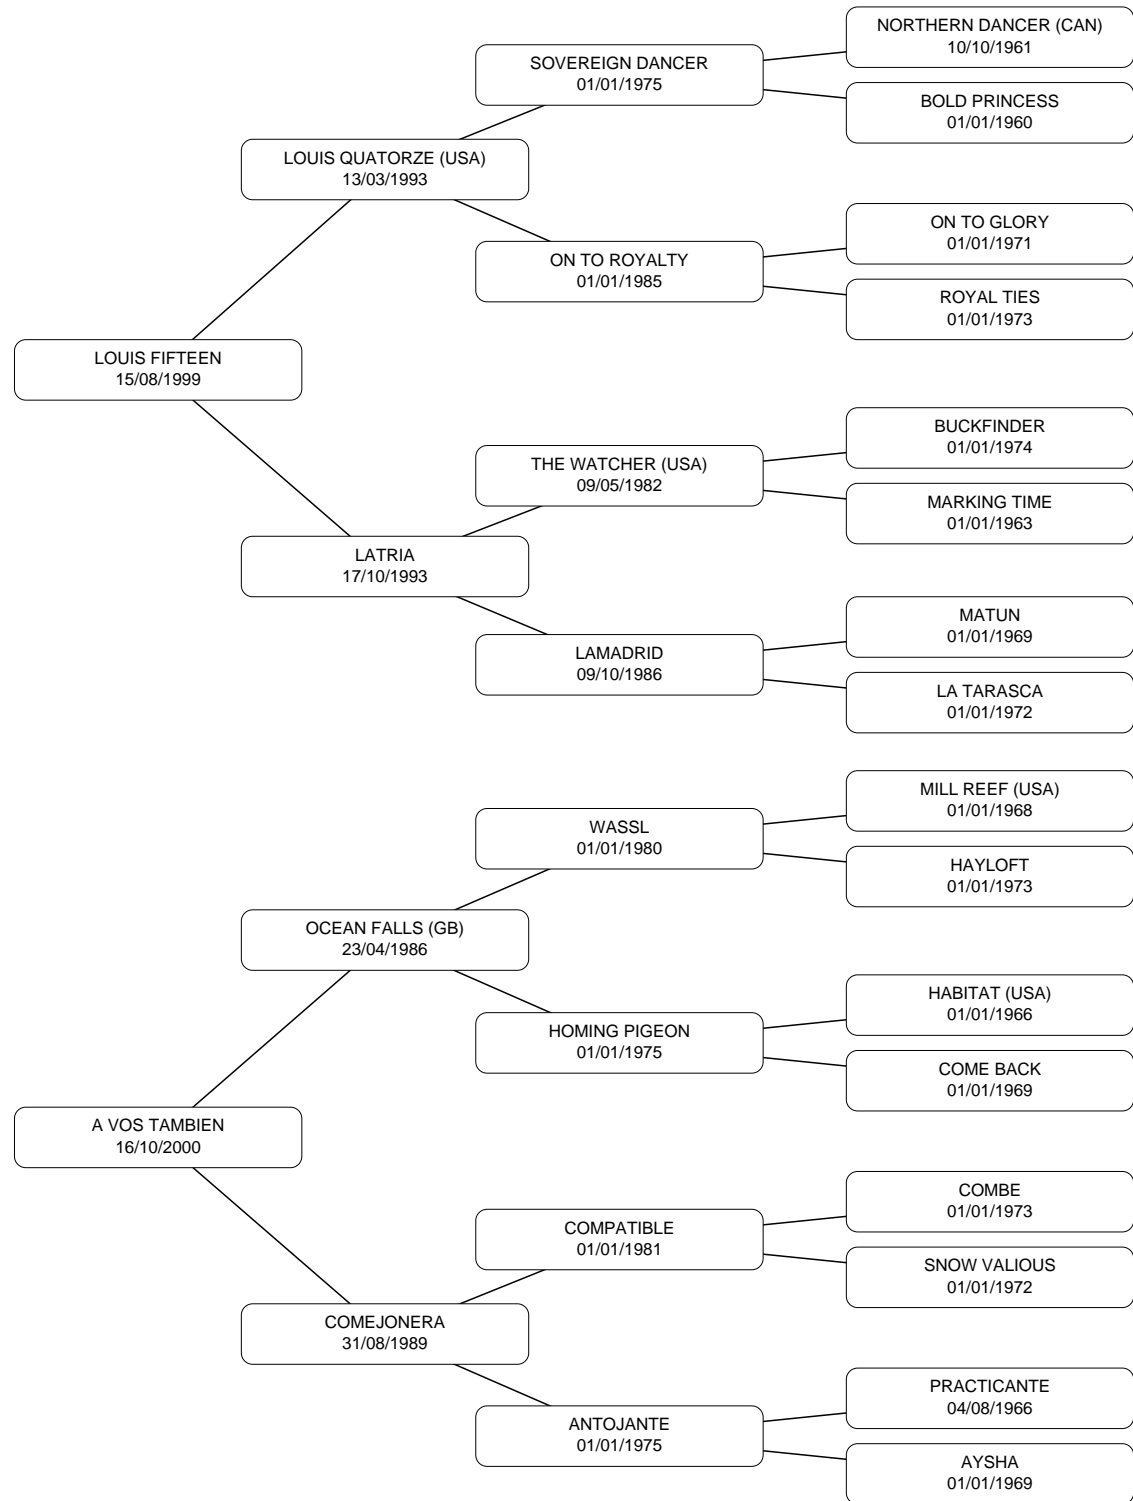 NORTHERN DANCER (CAN)
10/10/1961
SOVEREIGN DANCER
01/01/1975
BOLD PRINCESS
01/01/1960
LOUIS QUATORZE (USA)
13/03/1993
ON TO GLORY
01/01/1971
ON TO ROYALTY
01/01/1985
ROYAL TIES
01/01/1973
LOUIS FIFTEEN
15/08/1999
BUCKFINDER
01/01/1974
THE WATCHER (USA)
09/05/1982
MARKING TIME
01/01/1963
LATRIA
17/10/1993
MATUN
01/01/1969
LAMADRID
09/10/1986
LA TARASCA
01/01/1972
MILL REEF (USA)
01/01/1968
WASSL
01/01/1980
HAYLOFT
01/01/1973
OCEAN FALLS (GB)
23/04/1986
HABITAT (USA)
01/01/1966
HOMING PIGEON
01/01/1975
COME BACK
01/01/1969
A VOS TAMBIEN
16/10/2000
COMBE
01/01/1973
COMPATIBLE
01/01/1981
SNOW VALIOUS
01/01/1972
COMEJONERA
31/08/1989
PRACTICANTE
04/08/1966
ANTOJANTE
01/01/1975
AYSHA
01/01/1969